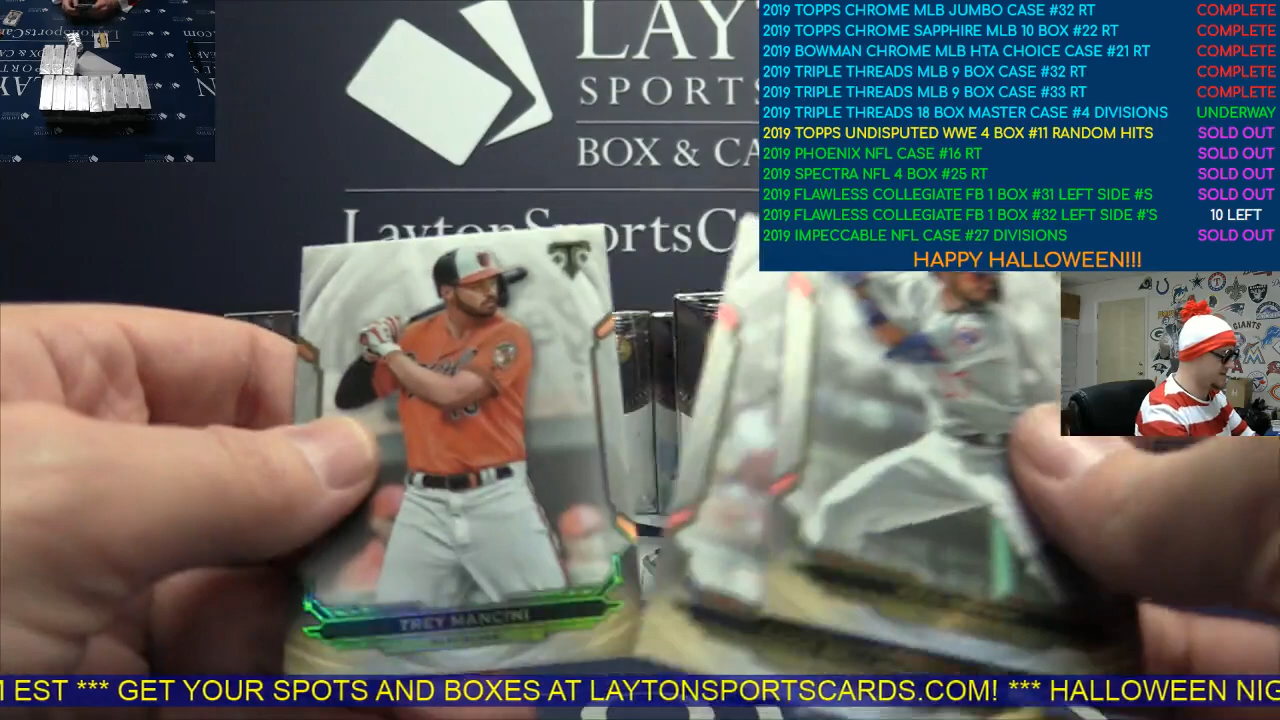 LAY
SPORTS
BOX & CA
LaytonSportsCa
2019 TOPPS CHROME MLB JUMBO CASE #32 RT COMPLETE
2019 TOPPS CHROME SAPPHIRE MLB 10 BOX #22 RT COMPLETE
2019 BOWMAN CHROME MLB HTA CHOICE CASE #21 RT COMPLETE
2019 TRIPLE THREADS MLB 9 BOX CASE #32 RT COMPLETE
2019 TRIPLE THREADS MLB 9 BOX CASE #33 RT COMPLETE
2019 TRIPLE THREADS 18 BOX MASTER CASE #4 DIVISIONS UNDERWAY
2019 TOPPS UNDISPUTED WWE 4 BOX #11 RANDOM HITS SOLD OUT
2019 PHOENIX NFL CASE #16 RT SOLD OUT
2019 SPECTRA NFL 4 BOX #25 RT SOLD OUT
2019 FLAWLESS COLLEGIATE FB 1 BOX #31 LEFT SIDE #S SOLD OUT
2019 FLAWLESS COLLEGIATE FB 1 BOX #32 LEFT SIDE #'S 10 LEFT
2019 IMPECCABLE NFL CASE #27 DIVISIONS SOLD OUT
HAPPY HALLOWEEN!!!
GIANTS
TREY MANCINI
M EST *** GET YOUR SPOTS AND BOXES AT LAYTONSPORTSCARDS.COM! *** HALLOWEEN NIG